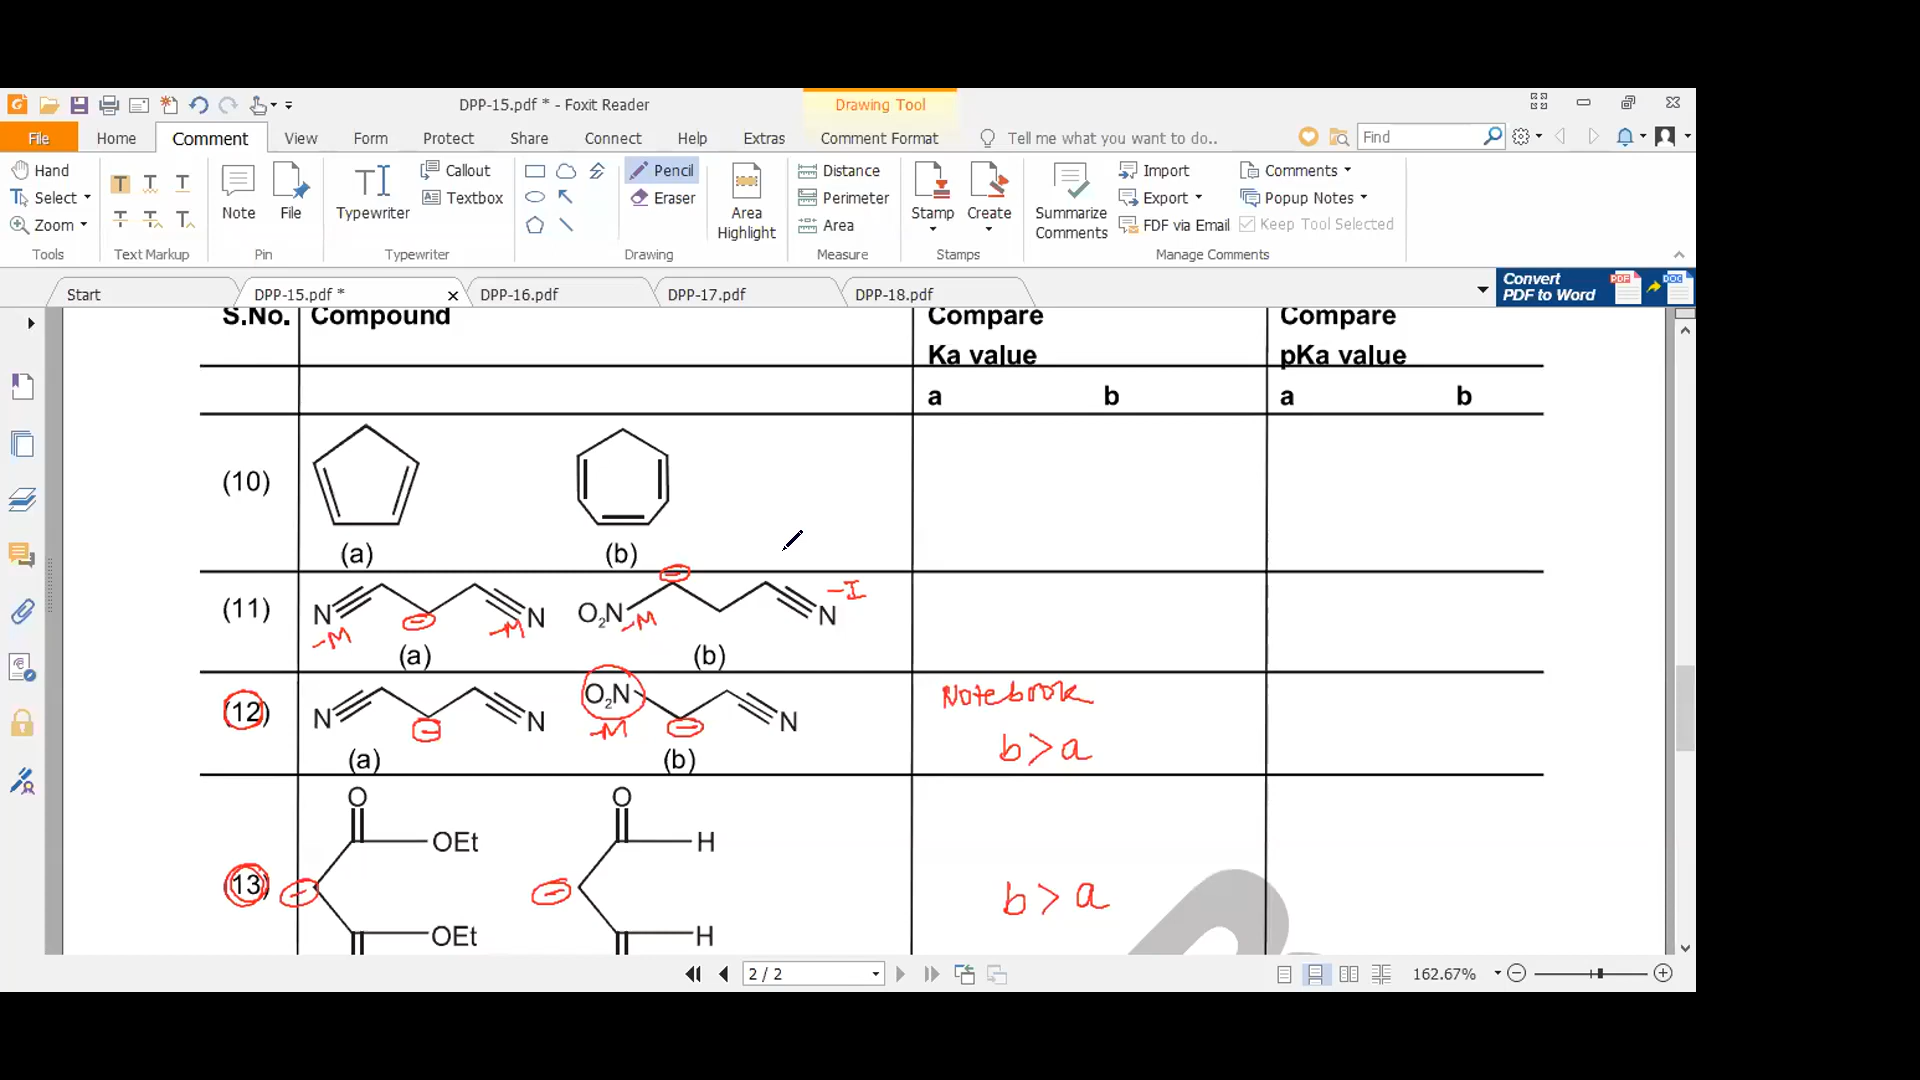 DPP-15.pdf * - Foxit Reader
Drawing Tool
File Home Comment View Form Protect Share Connect Help Extras Comment Format Tell me what you want to do.. Find
Hand
Select
Zoom
Tools
Text Markup
Note
File
Pin
Typewriter
Callout
Textbox
Typewriter
Pencil
Eraser
Area
Highlight
Drawing
Distance
Perimeter
Area
Measure
Stamp
Create
Stamps
Summarize
Comments
Import
Export
FDF via Email
Comments
Popup Notes
Keep Tool Selected
Manage Comments
Start DPP-15.pdf * DPP-16.pdf DPP-17.pdf DPP-18.pdf
Convert
PDF to Word
PDF DOC
S.No. Compound Compare Compare
Ka value pKa value
a b a b
(10)
(a) (b)
(11) N N O2N N -I
-M -M -M
(a) (b)
(12) N N O2N N Notebook
-M
(a) (b) b > a
O O
OEt H
(13) b > a
OEt H
2 / 2 162.67%